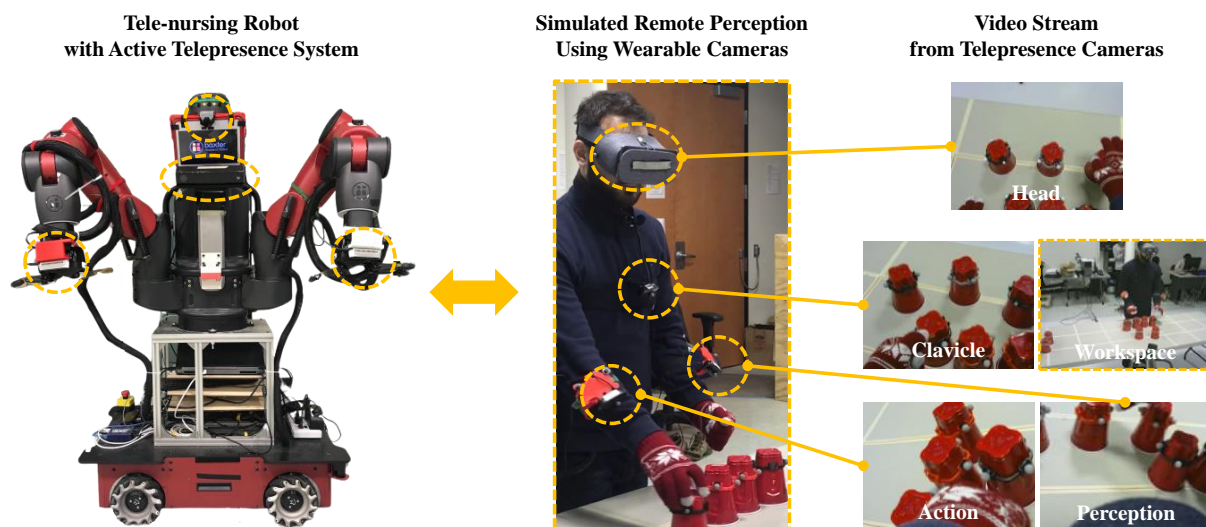 Tele-nursing Robot
with Active Telepresence System
Simulated Remote Perception
Using Wearable Cameras
Video Stream
from Telepresence Cameras
baxter
Head
Clavicle
Workspace
Action
Perception